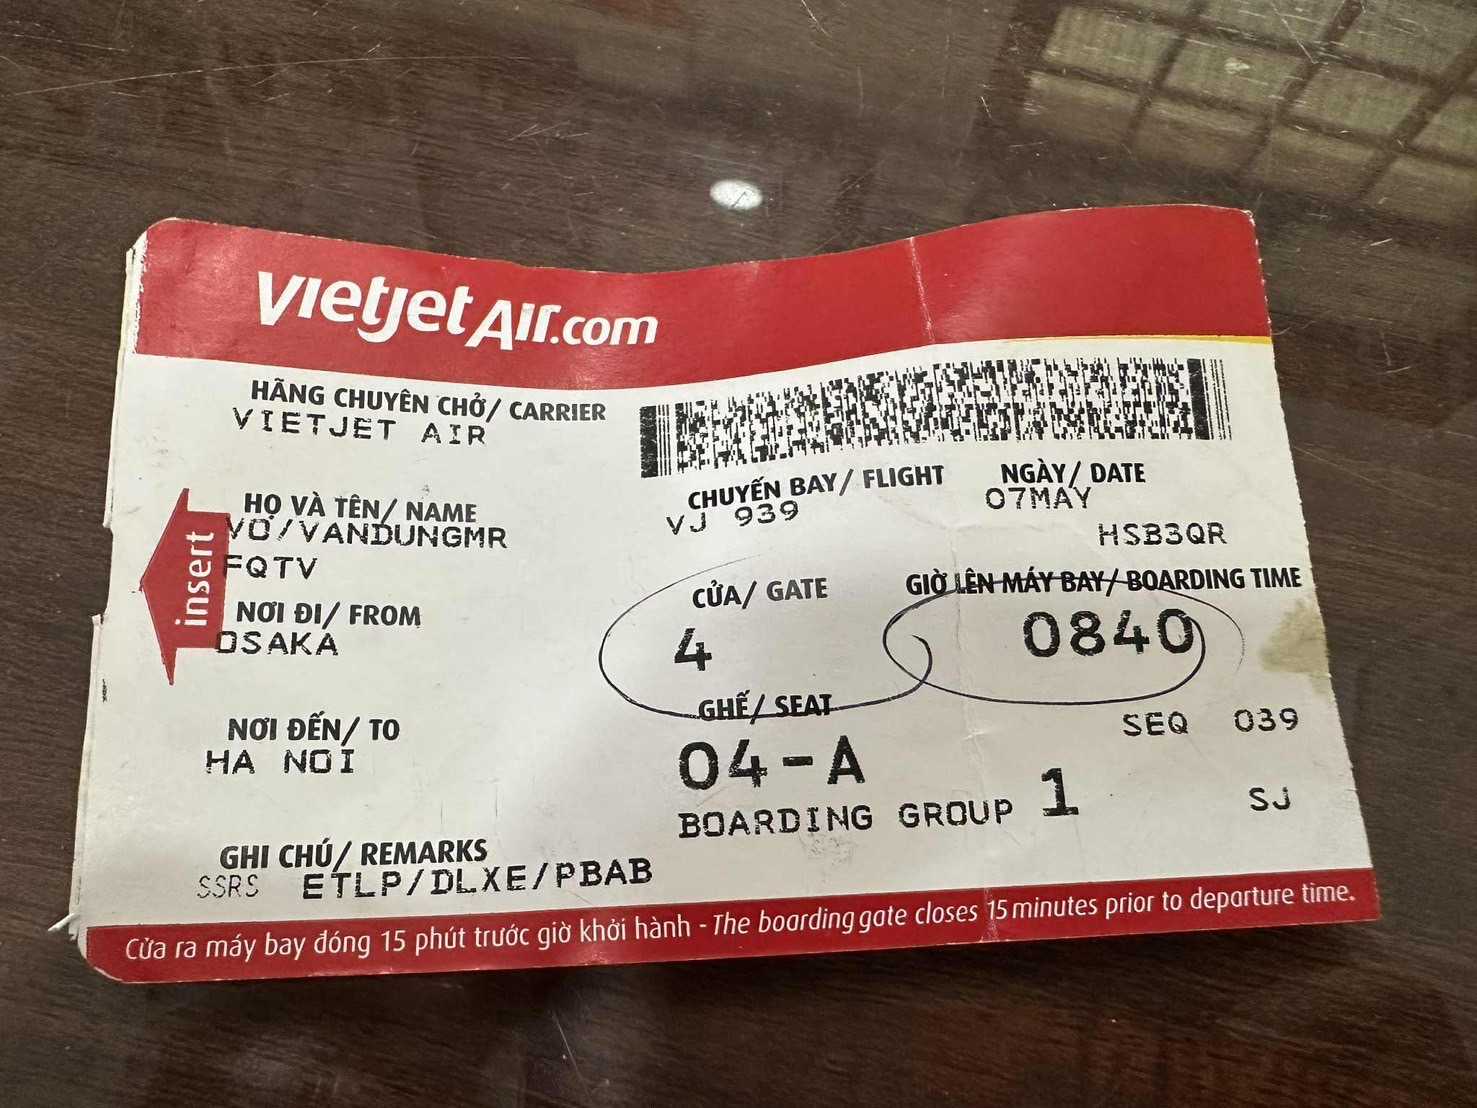 vietjet Air.com
HÃNG CHUYÊN CHỞ/ CARRIER
VIETJET AIR
CHUYẾN BAY/ FLIGHT
VJ 939
NGÀY/ DATE
07MAY
HỌ VÀ TÊN/ NAME
VO/VANDUNGMR
HSB3QR
FQTV
insert
CỬA/ GATE
4
GIỜ LÊN MÁY BAY/ BOARDING TIME
0840
NƠI ĐI/ FROM
OSAKA
GHẾ/ SEAT
04-A
SEQ 039
NƠI ĐẾN/ TO
HA NOI
BOARDING GROUP 1
SJ
GHI CHÚ/ REMARKS
SSRS ETLP/DLXE/PBAB
Cửa ra máy bay đóng 15 phút trước giờ khởi hành - The boarding gate closes 15 minutes prior to departure time.